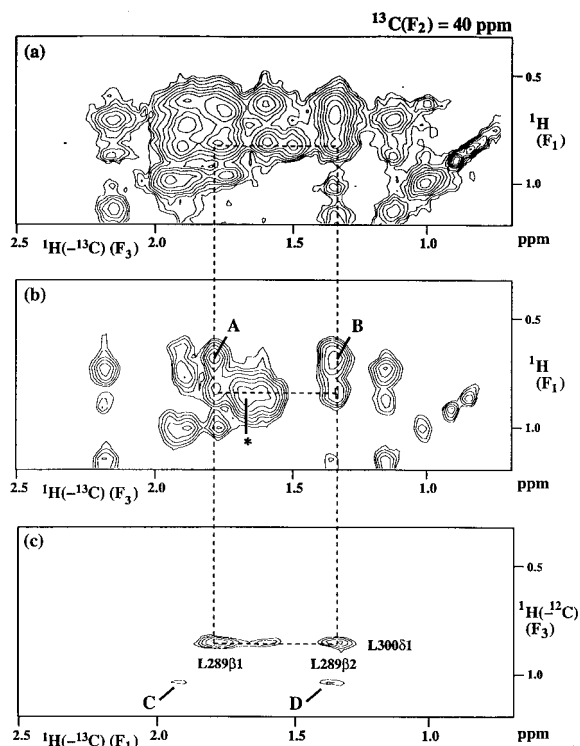 ¹³C(F₂) = 40 ppm
(a)
0.5
¹H
(F₁)
1.0
2.5 ¹H(–¹³C) (F₃) 2.0 1.5 1.0 ppm
(b)
A B
0.5
¹H
(F₁)
1.0
*
2.5 ¹H(–¹³C) (F₃) 2.0 1.5 1.0 ppm
(c)
0.5
¹H(–¹²C)
(F₃)
L300δ1
L289β1 L289β2
1.0
C D
2.5 ¹H(–¹³C) (F₁) 2.0 1.5 1.0 ppm